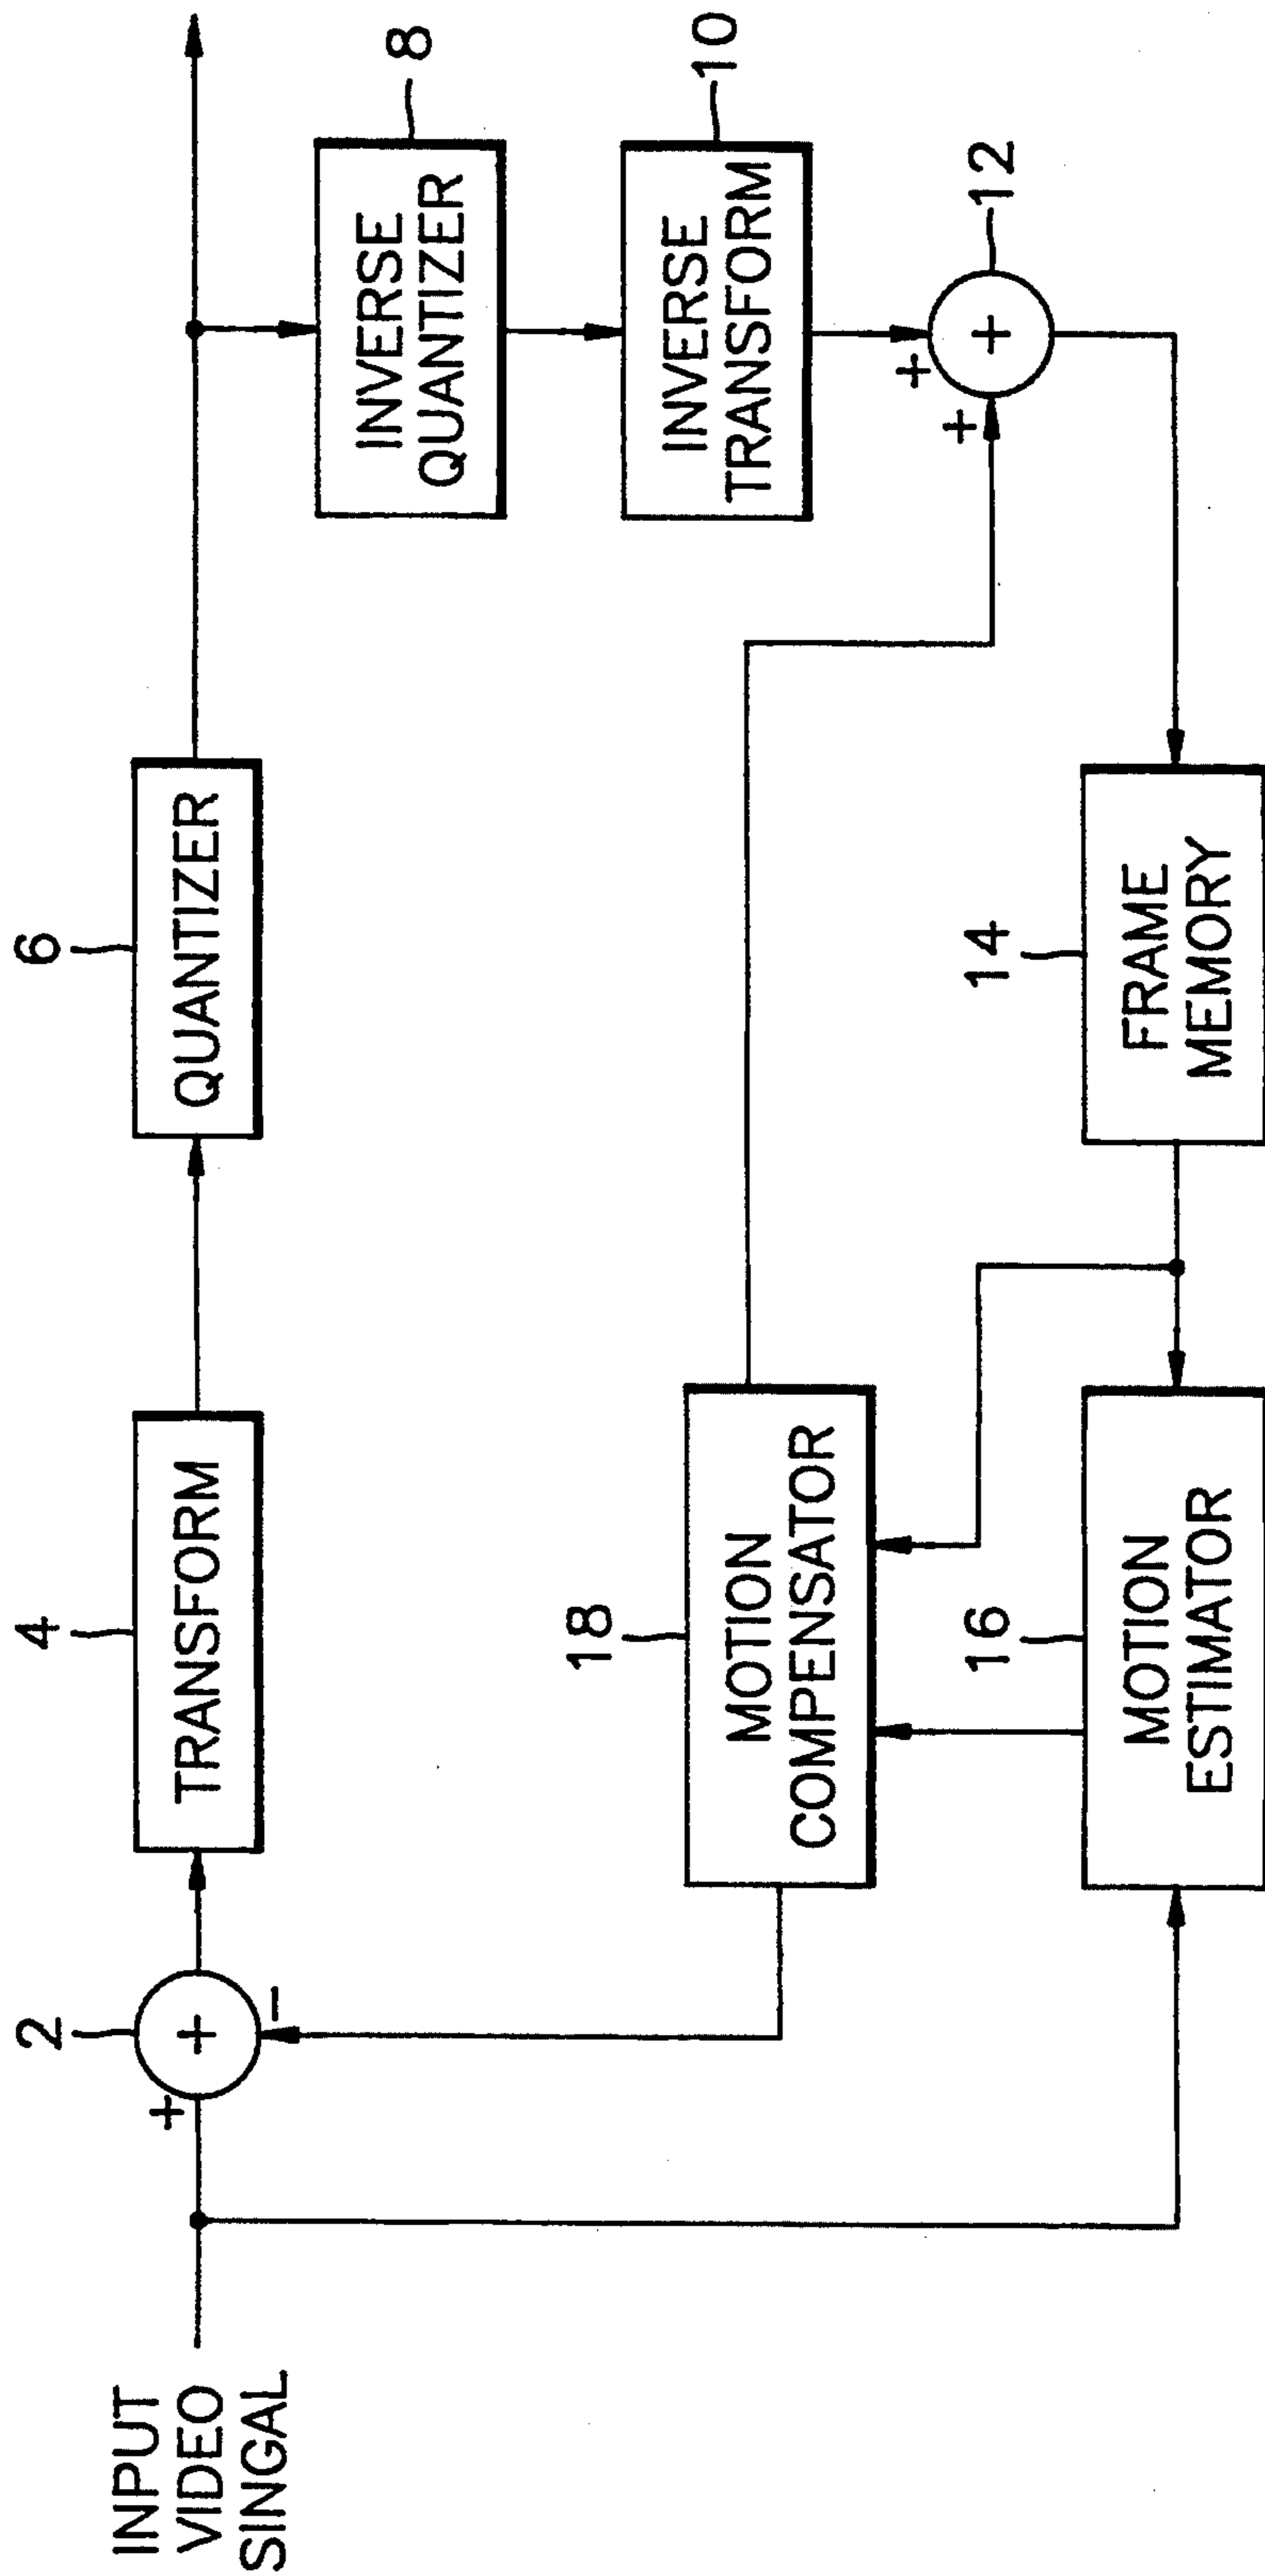 INPUT
VIDEO
SINGAL
+
2
+
−
4
TRANSFORM
6
QUANTIZER
8
INVERSE
QUANTIZER
10
INVERSE
TRANSFORM
+
+
+
12
18
MOTION
COMPENSATOR
14
FRAME
MEMORY
16
MOTION
ESTIMATOR